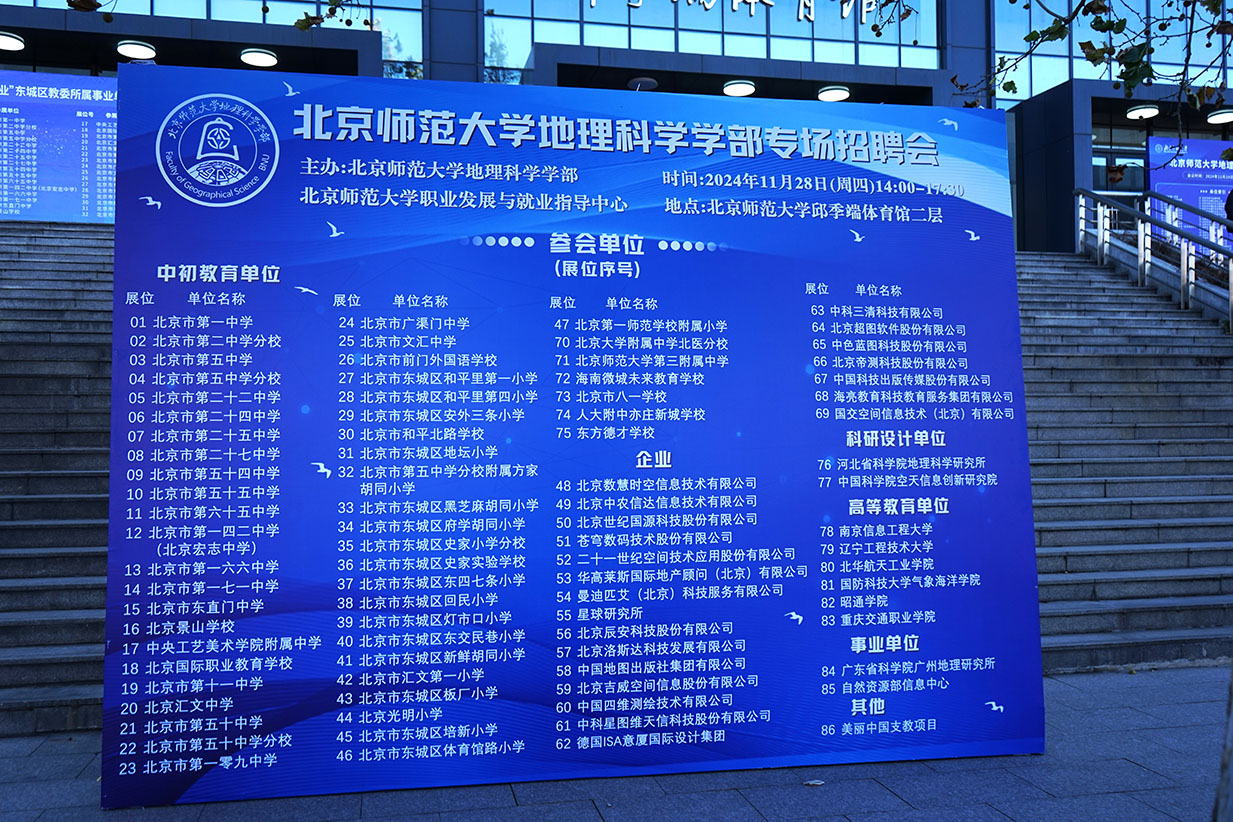 北京师范大学地理科学学部专场招聘会
北京师范大学地理科学学部
Faculty of Geographical Science BNU
主办:北京师范大学地理科学学部
北京师范大学职业发展与就业指导中心
时间:2024年11月28日(周四)14:00-17:30
地点:北京师范大学邱季端体育馆二层
参会单位
(展位序号)
中初教育单位
展位 单位名称
01 北京市第一中学
02 北京市第二中学分校
03 北京市第五中学
04 北京市第五中学分校
05 北京市第二十二中学
06 北京市第二十四中学
07 北京市第二十五中学
08 北京市第二十七中学
09 北京市第五十四中学
10 北京市第五十五中学
11 北京市第六十五中学
12 北京市第一四二中学
(北京宏志中学)
13 北京市第一六六中学
14 北京市第一七一中学
15 北京市东直门中学
16 北京景山学校
17 中央工艺美术学院附属中学
18 北京国际职业教育学校
19 北京市第十一中学
20 北京汇文中学
21 北京市第五十中学
22 北京市第五十中学分校
23 北京市第一零九中学
展位 单位名称
24 北京市广渠门中学
25 北京市文汇中学
26 北京市前门外国语学校
27 北京市东城区和平里第一小学
28 北京市东城区和平里第四小学
29 北京市东城区安外三条小学
30 北京市和平北路学校
31 北京市东城区地坛小学
32 北京市第五中学分校附属方家
胡同小学
33 北京市东城区黑芝麻胡同小学
34 北京市东城区府学胡同小学
35 北京市东城区史家小学分校
36 北京市东城区史家实验学校
37 北京市东城区东四七条小学
38 北京市东城区回民小学
39 北京市东城区灯市口小学
40 北京市东城区东交民巷小学
41 北京市东城区新鲜胡同小学
42 北京市汇文第一小学
43 北京市东城区板厂小学
44 北京光明小学
45 北京市东城区培新小学
46 北京市东城区体育馆路小学
展位 单位名称
47 北京第一师范学校附属小学
70 北京大学附属中学北医分校
71 北京师范大学第三附属中学
72 海南微城未来教育学校
73 北京市八一学校
74 人大附中亦庄新城学校
75 东方德才学校
企业
48 北京数慧时空信息技术有限公司
49 北京中农信达信息技术有限公司
50 北京世纪国源科技股份有限公司
51 苍穹数码技术股份有限公司
52 二十一世纪空间技术应用股份有限公司
53 华高莱斯国际地产顾问（北京）有限公司
54 曼迪匹艾（北京）科技服务有限公司
55 星球研究所
56 北京辰安科技股份有限公司
57 北京洛斯达科技发展有限公司
58 中国地图出版社集团有限公司
59 北京吉威空间信息股份有限公司
60 中国四维测绘技术有限公司
61 中科星图维天信科技股份有限公司
62 德国ISA意厦国际设计集团
展位 单位名称
63 中科三清科技有限公司
64 北京超图软件股份有限公司
65 中色蓝图科技股份有限公司
66 北京帝测科技股份有限公司
67 中国科技出版传媒股份有限公司
68 海亮教育科技教育服务集团有限公司
69 国交空间信息技术（北京）有限公司
科研设计单位
76 河北省科学院地理科学研究所
77 中国科学院空天信息创新研究院
高等教育单位
78 南京信息工程大学
79 辽宁工程技术大学
80 北华航天工业学院
81 国防科技大学气象海洋学院
82 昭通学院
83 重庆交通职业学院
事业单位
84 广东省科学院广州地理研究所
85 自然资源部信息中心
其他
86 美丽中国支教项目